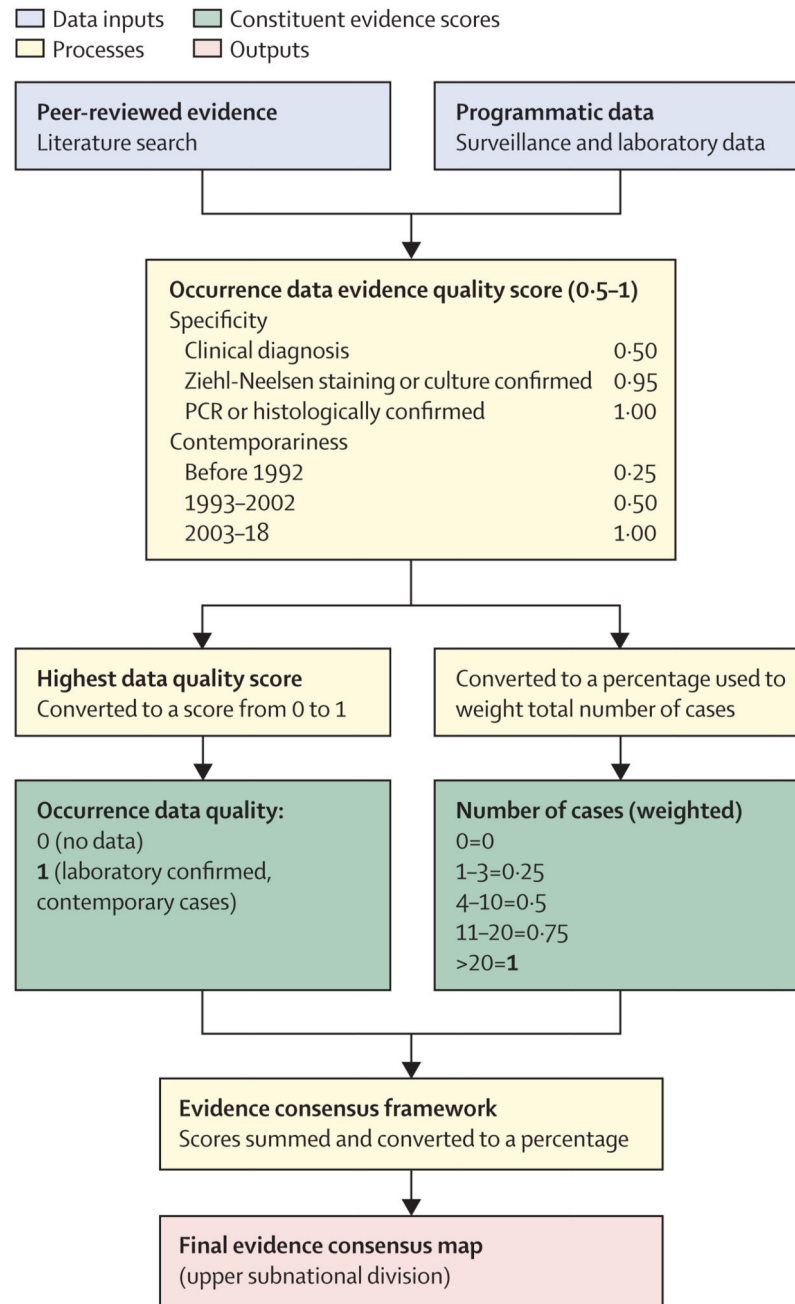 Data inputs
Constituent evidence scores
Processes
Outputs
Peer-reviewed evidence
Literature search
Programmatic data
Surveillance and laboratory data
Occurrence data evidence quality score (0·5–1)
Specificity
Clinical diagnosis 0·50
Ziehl-Neelsen staining or culture confirmed 0·95
PCR or histologically confirmed 1·00
Contemporariness
Before 1992 0·25
1993–2002 0·50
2003–18 1·00
Highest data quality score
Converted to a score from 0 to 1
Converted to a percentage used to
weight total number of cases
Occurrence data quality:
0 (no data)
1 (laboratory confirmed,
contemporary cases)
Number of cases (weighted)
0=0
1–3=0·25
4–10=0·5
11–20=0·75
>20=1
Evidence consensus framework
Scores summed and converted to a percentage
Final evidence consensus map
(upper subnational division)